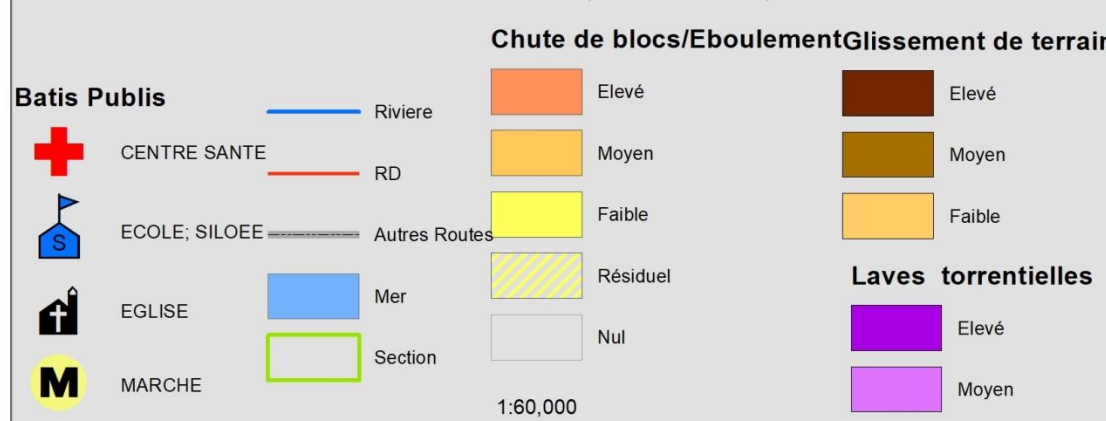 Batis Publis
CENTRE SANTE
S
ECOLE; SILOEE
EGLISE
M
MARCHE
Riviere
RD
Autres Routes
Mer
Section
Chute de blocs/Eboulement
Elevé
Moyen
Faible
Résiduel
Nul
1:60,000
Glissement de terrain
Elevé
Moyen
Faible
Laves torrentielles
Elevé
Moyen